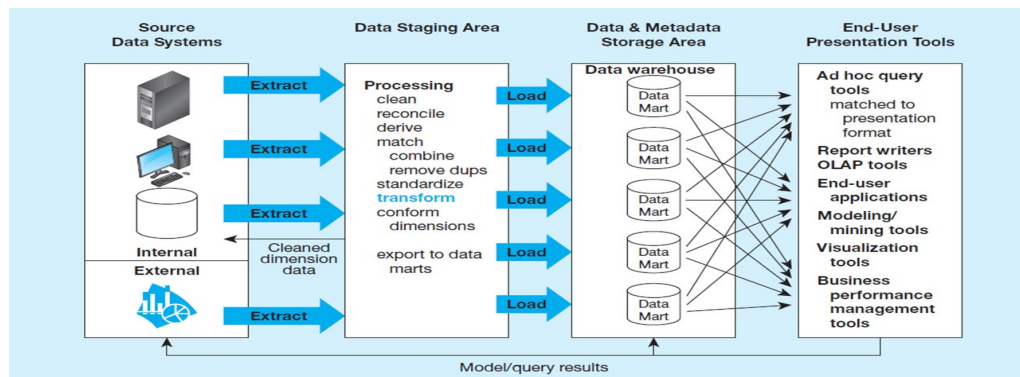 Source
Data Systems
Data Staging Area
Data & Metadata
Storage Area
End-User
Presentation Tools
Extract
Extract
Extract
Extract
Internal
External
Cleaned
dimension
data
Processing
clean
reconcile
derive
match
combine
remove dups
standardize
transform
conform
dimensions
export to data
marts
Load
Load
Load
Load
Load
Data warehouse
Data
Mart
Data
Mart
Data
Mart
Data
Mart
Data
Mart
Ad hoc query
tools
matched to
presentation
format
Report writers
OLAP tools
End-user
applications
Modeling/
mining tools
Visualization
tools
Business
performance
management
tools
Model/query results